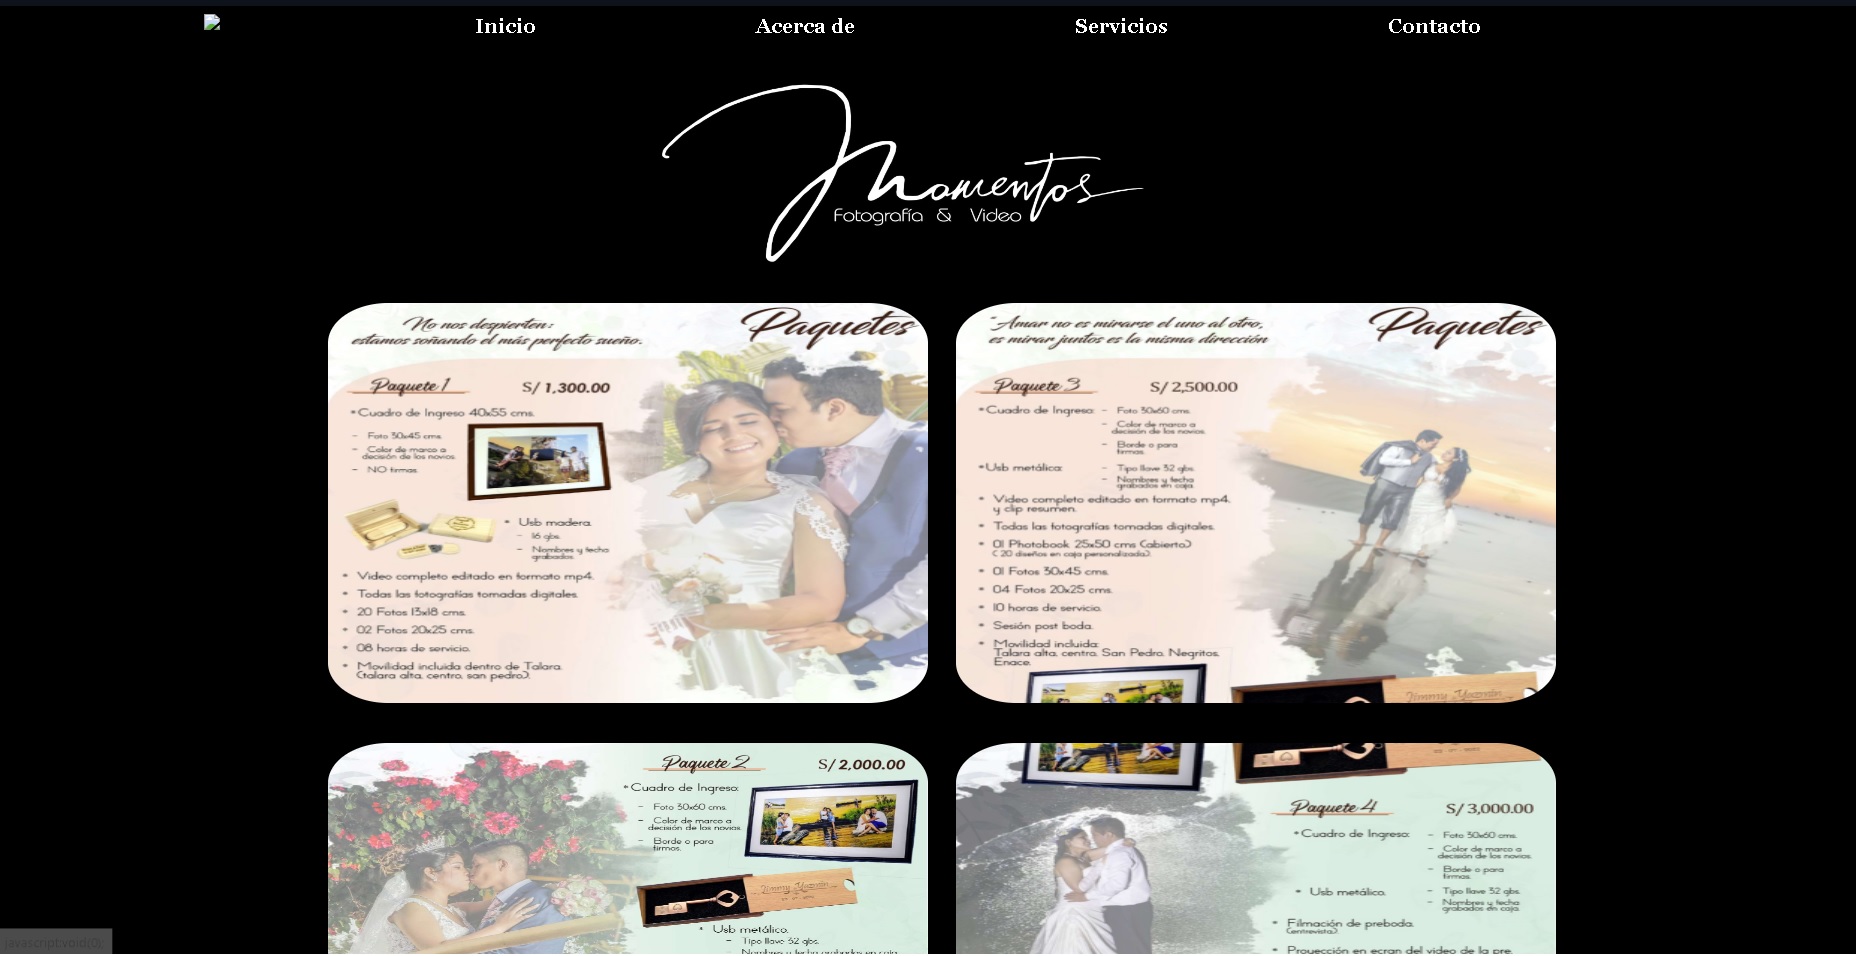 Inicio
Acerca de
Servicios
Contacto
Momentos
Fotografía & Video
No nos despierten:
estamos soñando el más perfecto sueño.
Paquetes
Paquete 1
S/ 1,300.00
*Cuadro de Ingreso 40x55 cms.
- Foto 30x45 cms.
- Color de marco a
decisión de los novios.
- NO firmas.
* Usb madera.
- 16 gbs.
- Nombres y fecha
grabados.
* Video completo editado en formato mp4.
* Todas las fotografías tomadas digitales.
* 20 Fotos 13x18 cms.
* 02 Fotos 20x25 cms.
* 08 horas de servicio.
* Movilidad incluida dentro de Talara.
(talara alta, centro, san pedro).
"Amar no es mirarse el uno al otro,
es mirar juntos es la misma dirección
Paquetes
Paquete 3
S/ 2,500.00
*Cuadro de Ingreso:
- Foto 30x60 cms.
- Color de marco a
decisión de los novios.
- Borde o para
firmas.
*Usb metálica:
- Tipo llave 32 gbs.
- Nombres y fecha
grabados en caja.
* Video completo editado en formato mp4.
y clip resumen.
* Todas las fotografías tomadas digitales.
* 01 Photobook 25x50 cms (abierto)
( 20 diseños en caja personalizada).
* 01 Fotos 30x45 cms.
* 04 Fotos 20x25 cms.
* 10 horas de servicio.
* Sesión post boda.
* Movilidad incluida:
Talara alta, centro, San Pedro, Negritos,
Enace.
Jimmy Yazmín
Paquete 2
S/ 2,000.00
*Cuadro de Ingreso:
- Foto 30x60 cms.
- Color de marco a
decisión de los novios.
- Borde o para
firmos.
Jimmy Yazmín
* Usb metálico.
- Tipo llave 32 gbs.
- Nombres y fecha grabados en caja.
Paquete 4
S/ 3,000.00
*Cuadro de Ingreso:
- Foto 30x60 cms.
- Color de marco a
decisión de los novios.
- Borde o para
firmas.
* Usb metálico.
- Tipo llave 32 gbs.
- Nombres y fecha
grabados en caja.
* Filmación de preboda.
(entrevista).
* Proyección en ecran del video de la pre.
javascript:void(0);